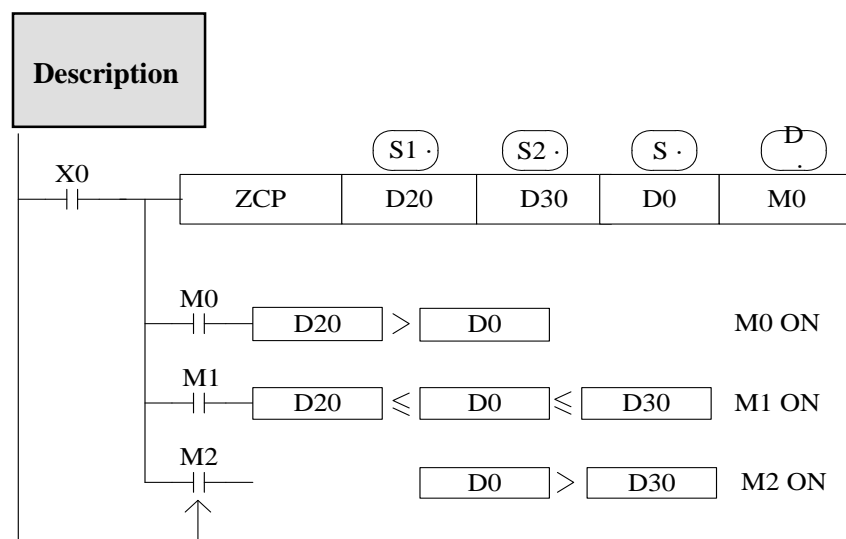 Description
S1 · S2 · S · D ·
X0
ZCP D20 D30 D0 M0
M0
D20 > D0 M0 ON
M1
D20 ⩽ D0 ⩽ D30 M1 ON
M2
D0 > D30 M2 ON